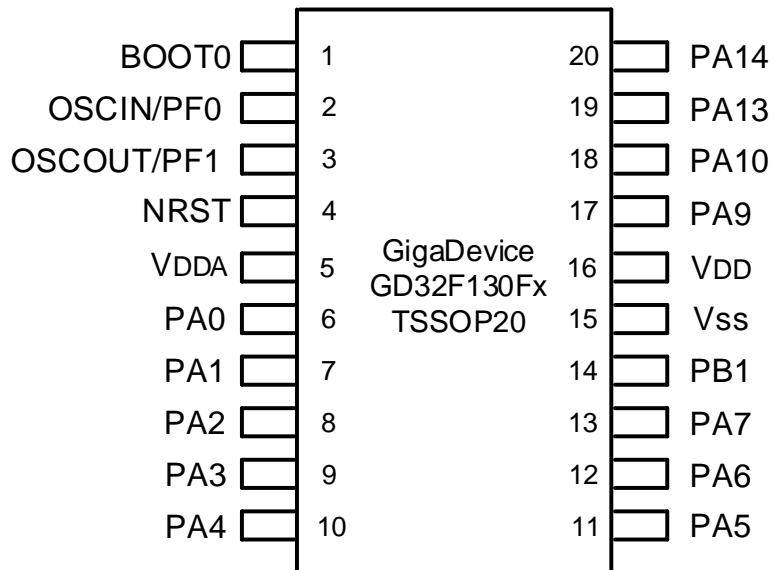 BOOT0 1 20 PA14
OSCIN/PF0 2 19 PA13
OSCOUT/PF1 3 18 PA10
NRST 4 17 PA9
VDDA 5 16 VDD
PA0 6 15 Vss
PA1 7 14 PB1
PA2 8 13 PA7
PA3 9 12 PA6
PA4 10 11 PA5
GigaDevice
GD32F130Fx
TSSOP20